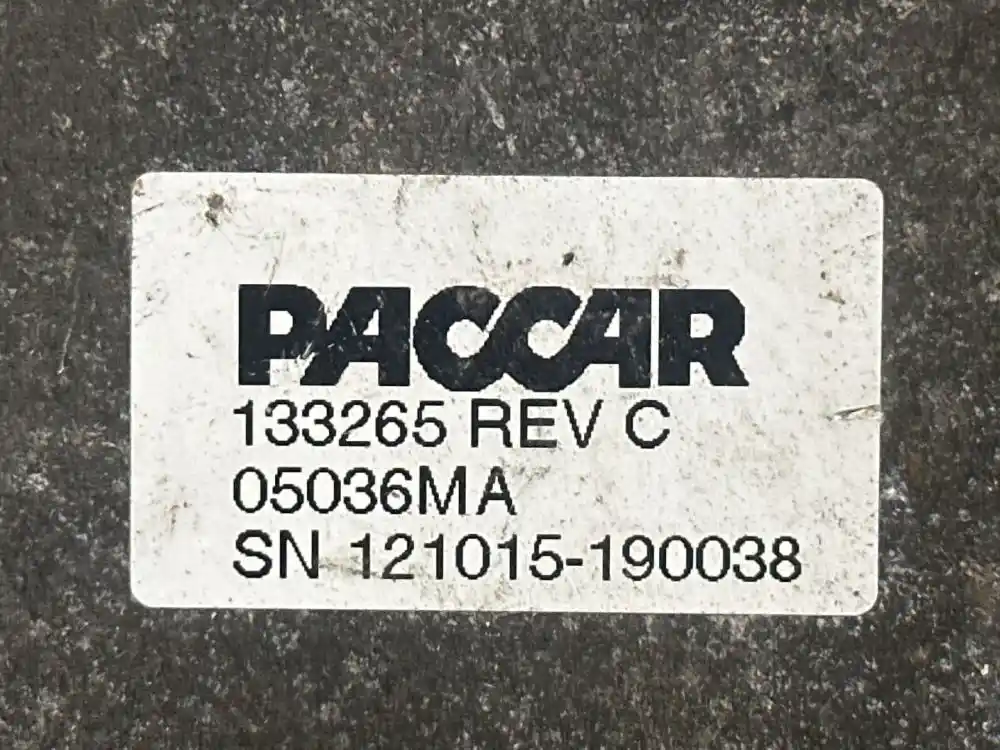 PACCAR
133265 REV C
05036MA
SN 121015-190038